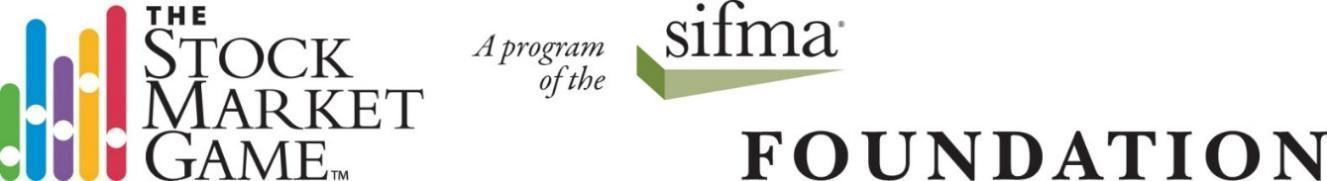 THE
STOCK
MARKET
GAME™
A program
of the
sifma®
FOUNDATION